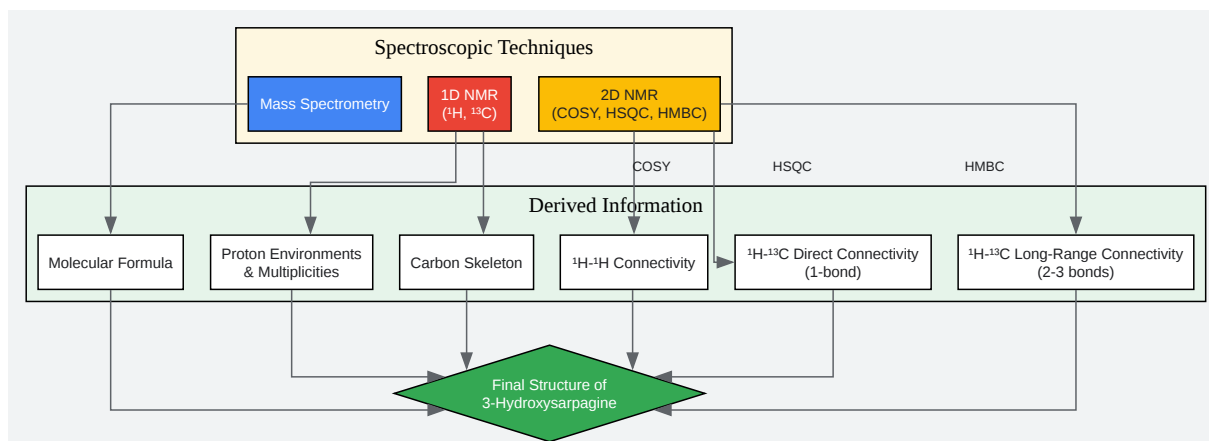 Spectroscopic Techniques
Mass Spectrometry
1D NMR
(¹H, ¹³C)
2D NMR
(COSY, HSQC, HMBC)
COSY
HSQC
HMBC
Derived Information
Molecular Formula
Proton Environments
& Multiplicities
Carbon Skeleton
¹H-¹H Connectivity
¹H-¹³C Direct Connectivity
(1-bond)
¹H-¹³C Long-Range Connectivity
(2-3 bonds)
Final Structure of
3-Hydroxysarpagine